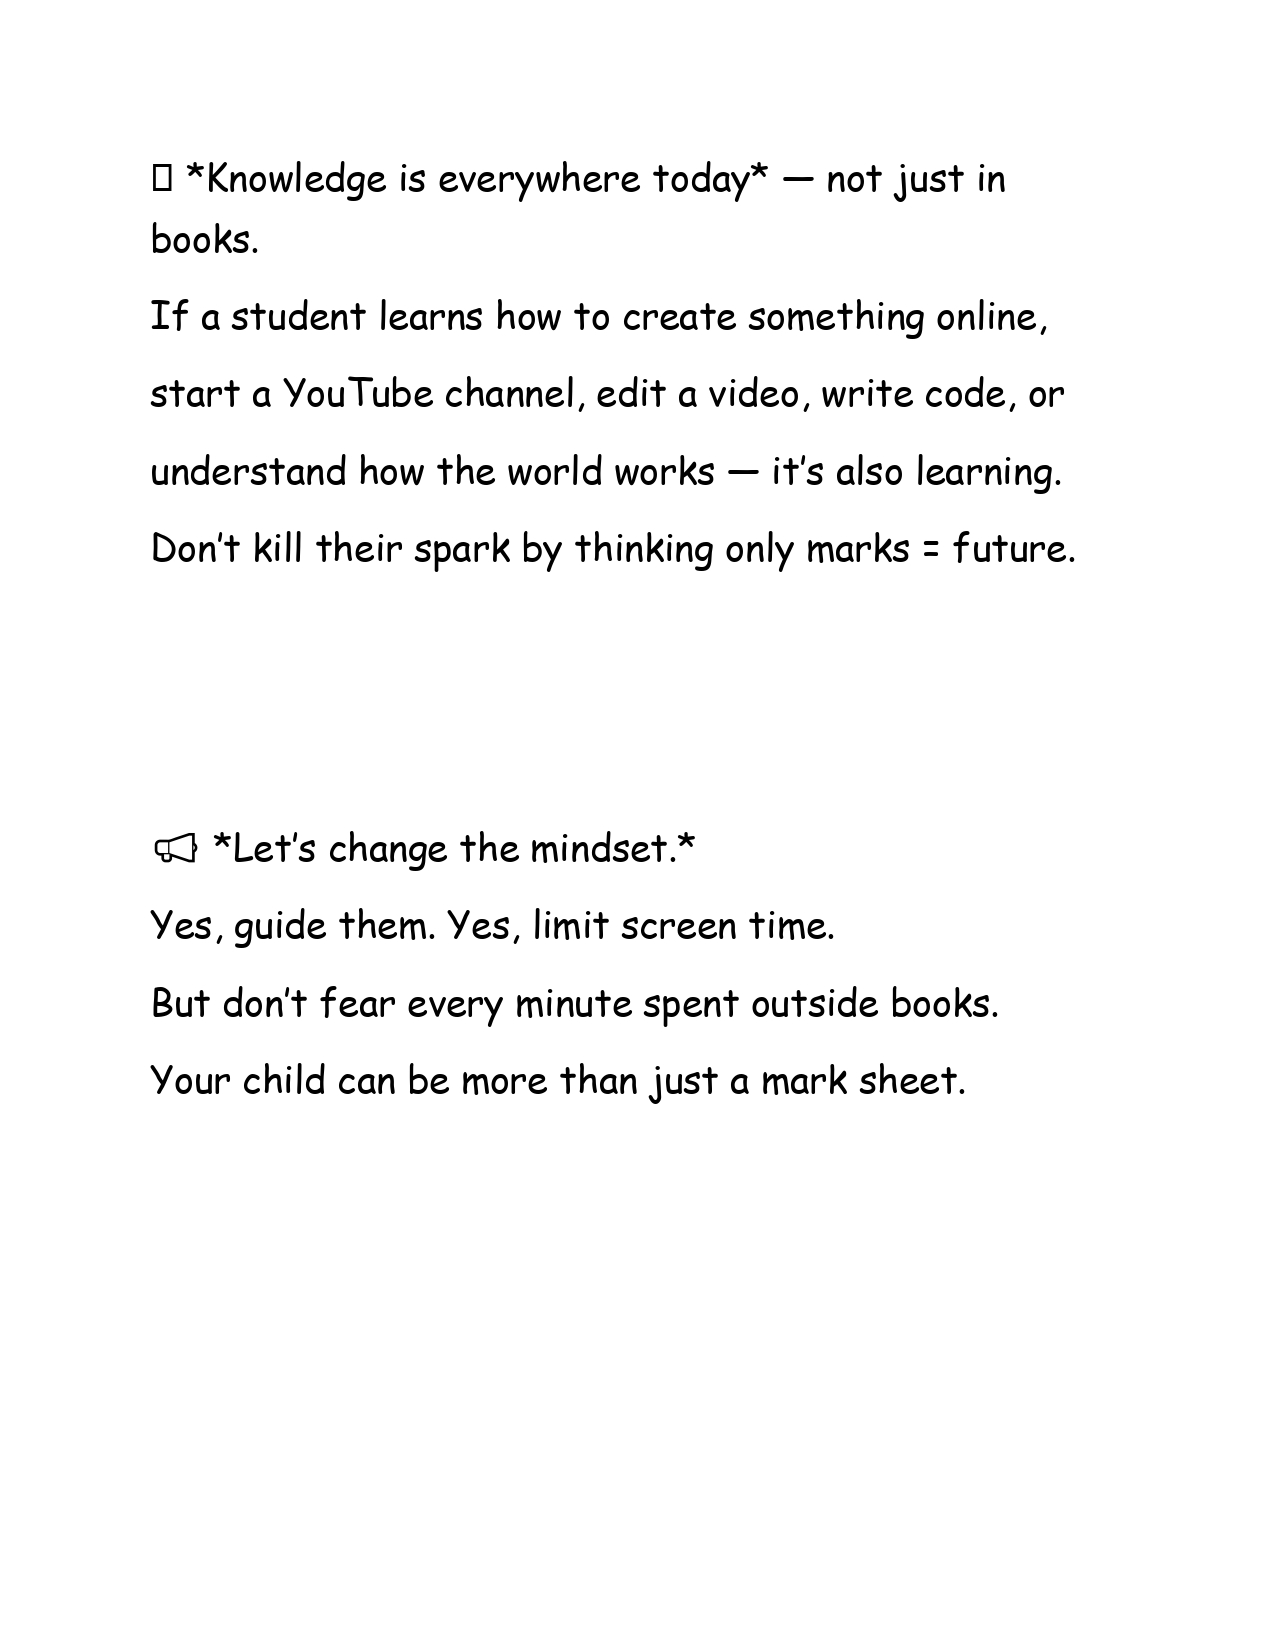 *Knowledge is everywhere today* — not just in
books.
If a student learns how to create something online,
start a YouTube channel, edit a video, write code, or
understand how the world works — it’s also learning.
Don’t kill their spark by thinking only marks = future.
*Let’s change the mindset.*
Yes, guide them. Yes, limit screen time.
But don’t fear every minute spent outside books.
Your child can be more than just a mark sheet.